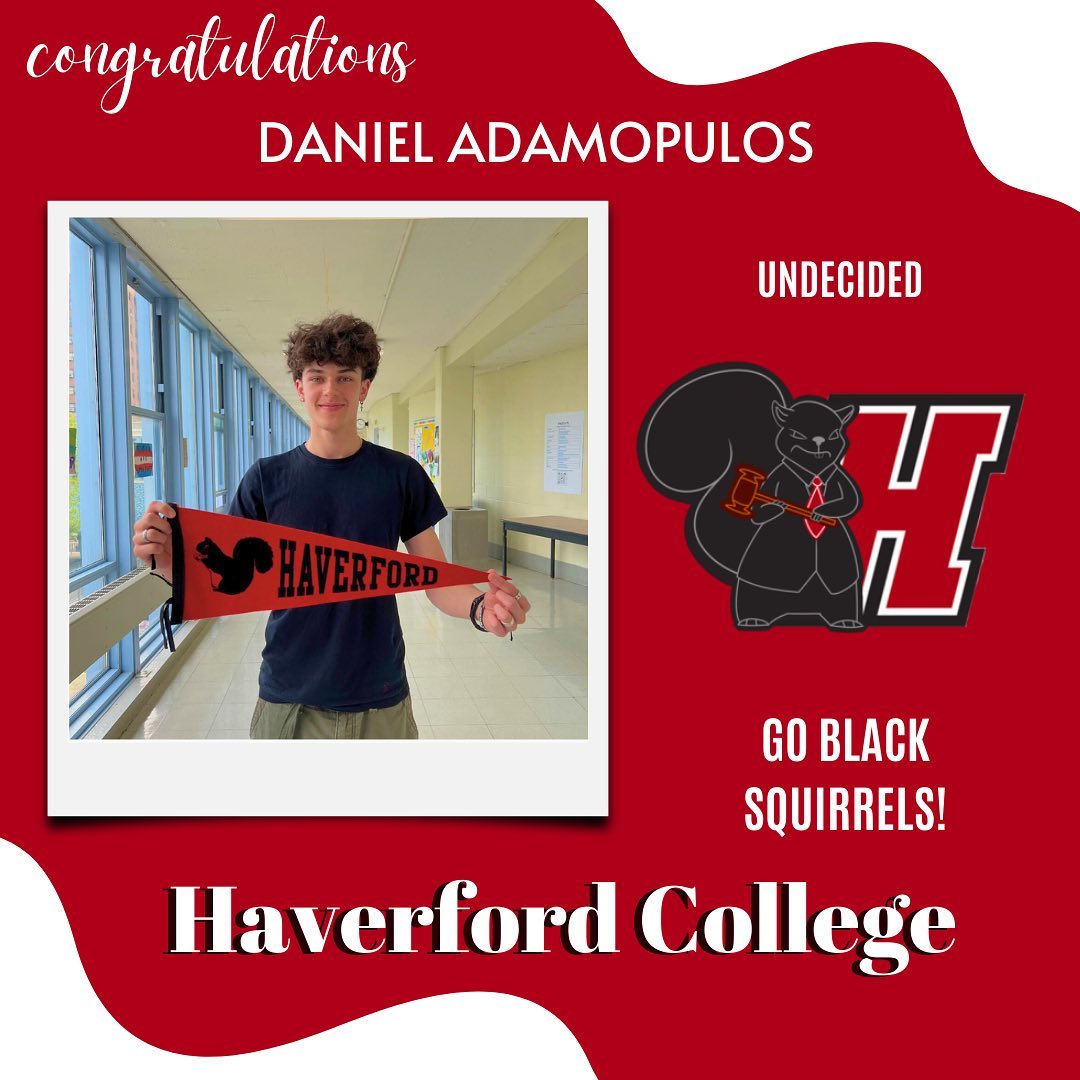 congratulations
DANIEL ADAMOPULOS
UNDECIDED
HAVERFORD
H
GO BLACK
SQUIRRELS!
Haverford College